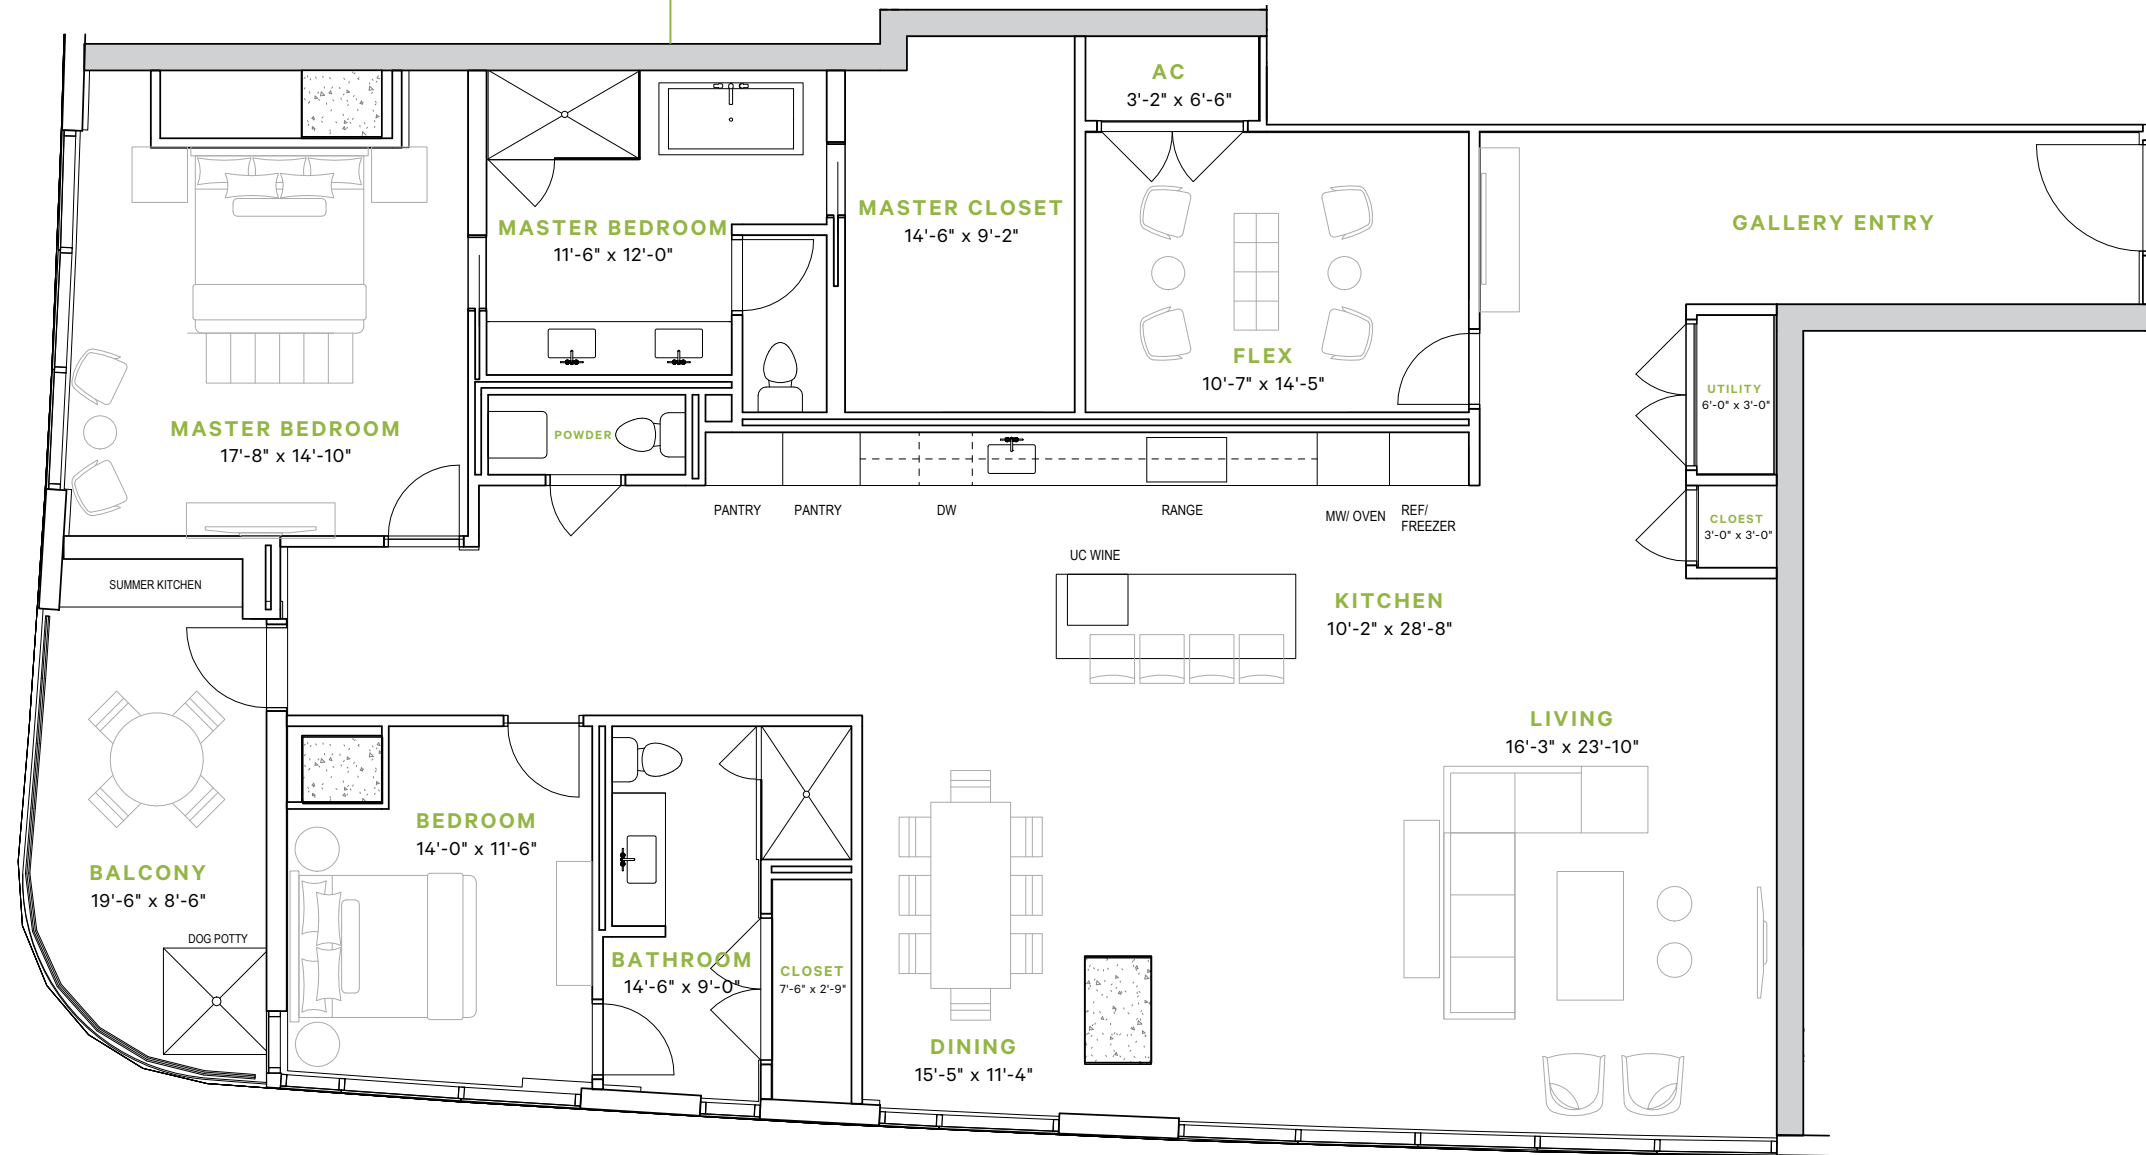 AC
3'-2" x 6'-6"
MASTER BEDROOM
11'-6" x 12'-0"
MASTER CLOSET
14'-6" x 9'-2"
GALLERY ENTRY
FLEX
10'-7" x 14'-5"
UTILITY
6'-0" x 3'-0"
MASTER BEDROOM
17'-8" x 14'-10"
POWDER
PANTRY
PANTRY
DW
RANGE
MW/ OVEN
REF/
FREEZER
CLOEST
3'-0" x 3'-0"
UC WINE
SUMMER KITCHEN
KITCHEN
10'-2" x 28'-8"
LIVING
16'-3" x 23'-10"
BEDROOM
14'-0" x 11'-6"
BALCONY
19'-6" x 8'-6"
DOG POTTY
BATHROOM
14'-6" x 9'-0"
CLOSET
7'-6" x 2'-9"
DINING
15'-5" x 11'-4"